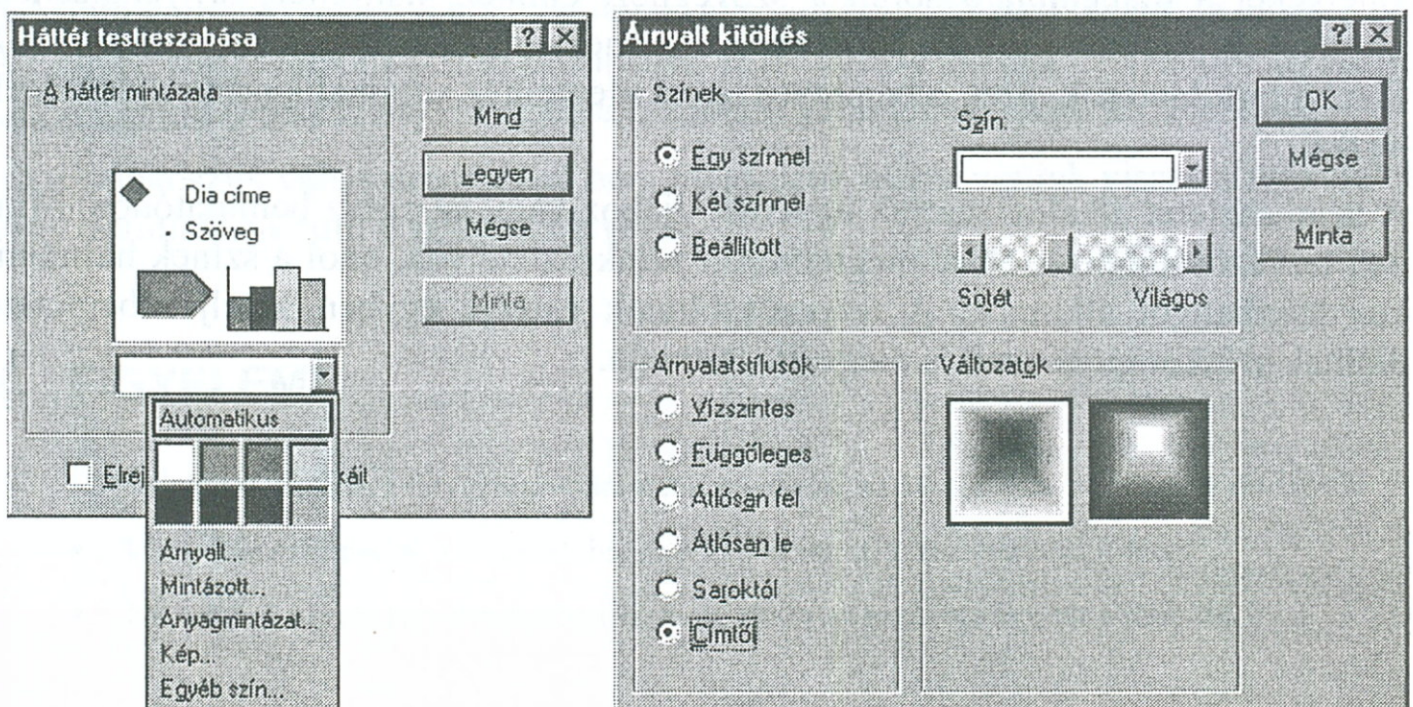 Háttér testreszabása
A háttér mintázata
Dia címe
• Szöveg
Mind
Legyen
Mégse
Minta
Automatikus
Elrej káit
Árnyalt...
Mintázott...
Anyagmintázat...
Kép...
Egyéb szín...
Árnyalt kitöltés
Színek
Egy színnel
Két színnel
Beállított
Szín:
Sötét Világos
OK
Mégse
Minta
Árnyalatstílusok
Vízszintes
Függőleges
Átlósan fel
Átlósan le
Saroktól
Címtől
Változatok